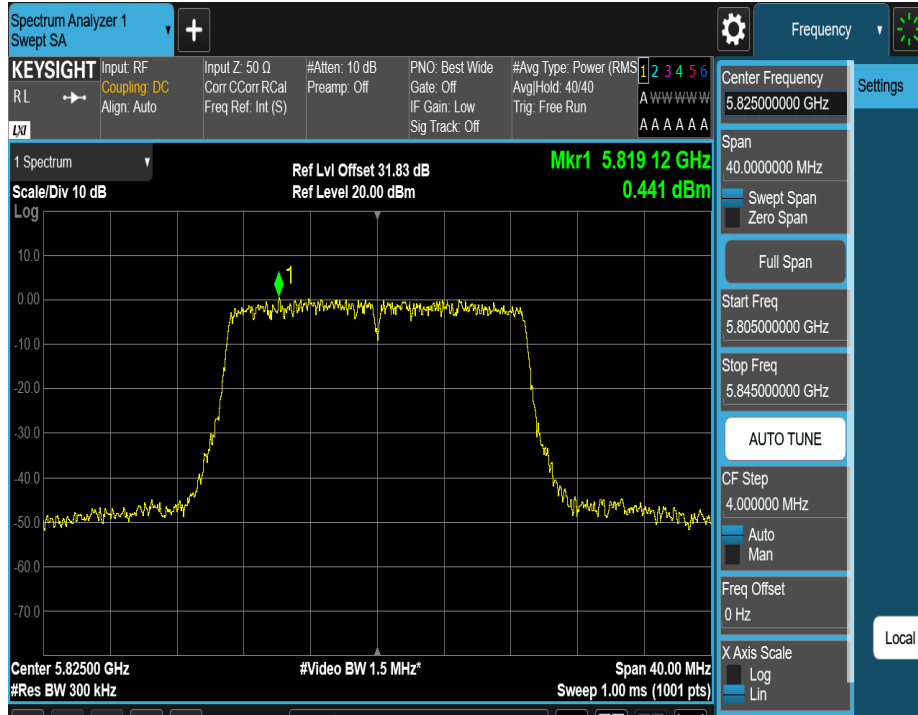 Spectrum Analyzer 1
Swept SA
Frequency
KEYSIGHT
R L
LXI
Input: RF
Coupling: DC
Align: Auto
Input Z: 50 Ω
Corr CCorr RCal
Freq Ref: Int (S)
#Atten: 10 dB
Preamp: Off
PNO: Best Wide
Gate: Off
IF Gain: Low
Sig Track: Off
#Avg Type: Power (RMS
Avg|Hold: 40/40
Trig: Free Run
1 2 3 4 5 6
A W W W W W
A A A A A A
1 Spectrum
Scale/Div 10 dB
Log
Ref Lvl Offset 31.83 dB
Ref Level 20.00 dBm
Mkr1 5.819 12 GHz
0.441 dBm
1
10.0
0.00
-10.0
-20.0
-30.0
-40.0
-50.0
-60.0
-70.0
Center 5.82500 GHz
#Res BW 300 kHz
#Video BW 1.5 MHz*
Span 40.00 MHz
Sweep 1.00 ms (1001 pts)
Center Frequency
5.825000000 GHz
Settings
Span
40.0000000 MHz
Swept Span
Zero Span
Full Span
Start Freq
5.805000000 GHz
Stop Freq
5.845000000 GHz
AUTO TUNE
CF Step
4.000000 MHz
Auto
Man
Freq Offset
0 Hz
Local
X Axis Scale
Log
Lin